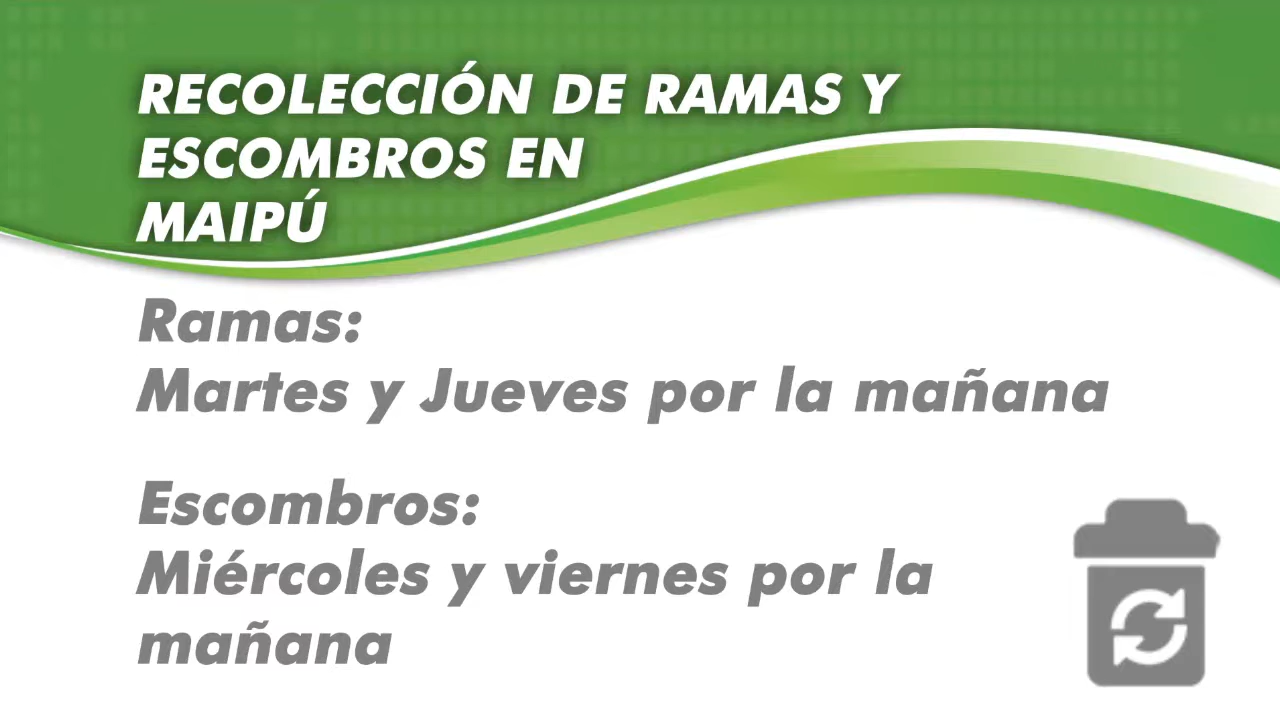 RECOLECCIÓN DE RAMAS Y
ESCOMBROS EN
MAIPÚ
Ramas:
Martes y Jueves por la mañana
Escombros:
Miércoles y viernes por la
mañana